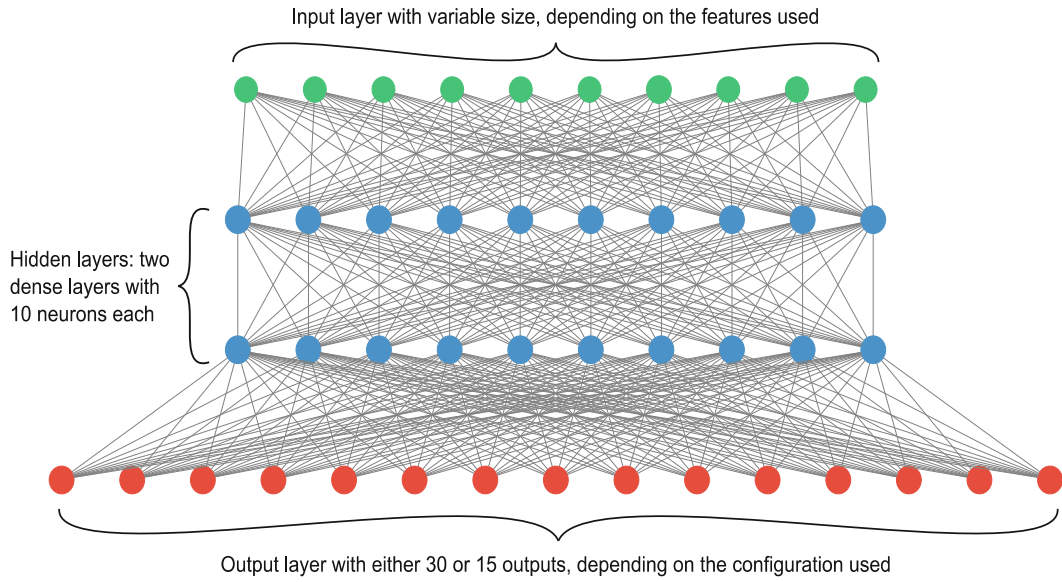 Input layer with variable size, depending on the features used
Hidden layers: two
dense layers with
10 neurons each
Output layer with either 30 or 15 outputs, depending on the configuration used